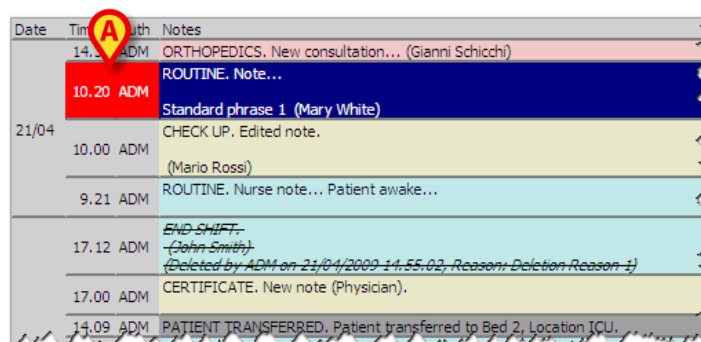 Date Auth Notes
ADM ORTHOPEDICS. New consultation... (Gianni Schicchi)
A
10.20 ADM ROUTINE. Note...
Standard phrase 1 (Mary White)
21/04
10.00 ADM CHECK UP. Edited note.
(Mario Rossi)
9.21 ADM ROUTINE. Nurse note... Patient awake...
17.12 ADM END SHIFT.
(John Smith)
(Deleted by ADM on 21/04/2009 14.55.02, Reason: Deletion Reason 1)
17.00 ADM CERTIFICATE. New note (Physician).
14.09 ADM PATIENT TRANSFERRED. Patient transferred to Bed 2, Location ICU.